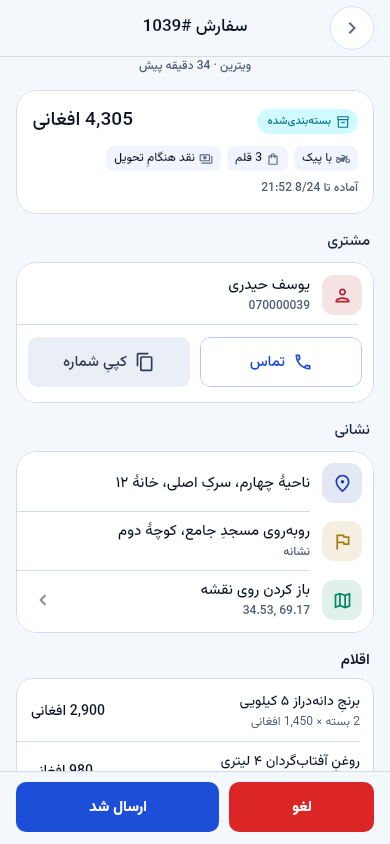 سفارش #1039
ویترین · 34 دقیقه پیش
بسته‌بندی‌شده
4,305 افغانی
با پیک
3 قلم
نقد هنگامِ تحویل
آماده تا 8/24 21:52
مشتری
یوسف حیدری
070000039
تماس
کپیِ شماره
نشانی
ناحیهٔ چهارم، سرکِ اصلی، خانهٔ ۱۲
روبه‌روی مسجدِ جامع، کوچهٔ دوم
نشانه
باز کردن روی نقشه
34.53, 69.17
اقلام
برنجِ دانه‌دراز ۵ کیلویی
2,900 افغانی
2 بسته × 1,450 افغانی
روغنِ آفتاب‌گردان ۴ لیتری
980 افغانی
لغو
ارسال شد